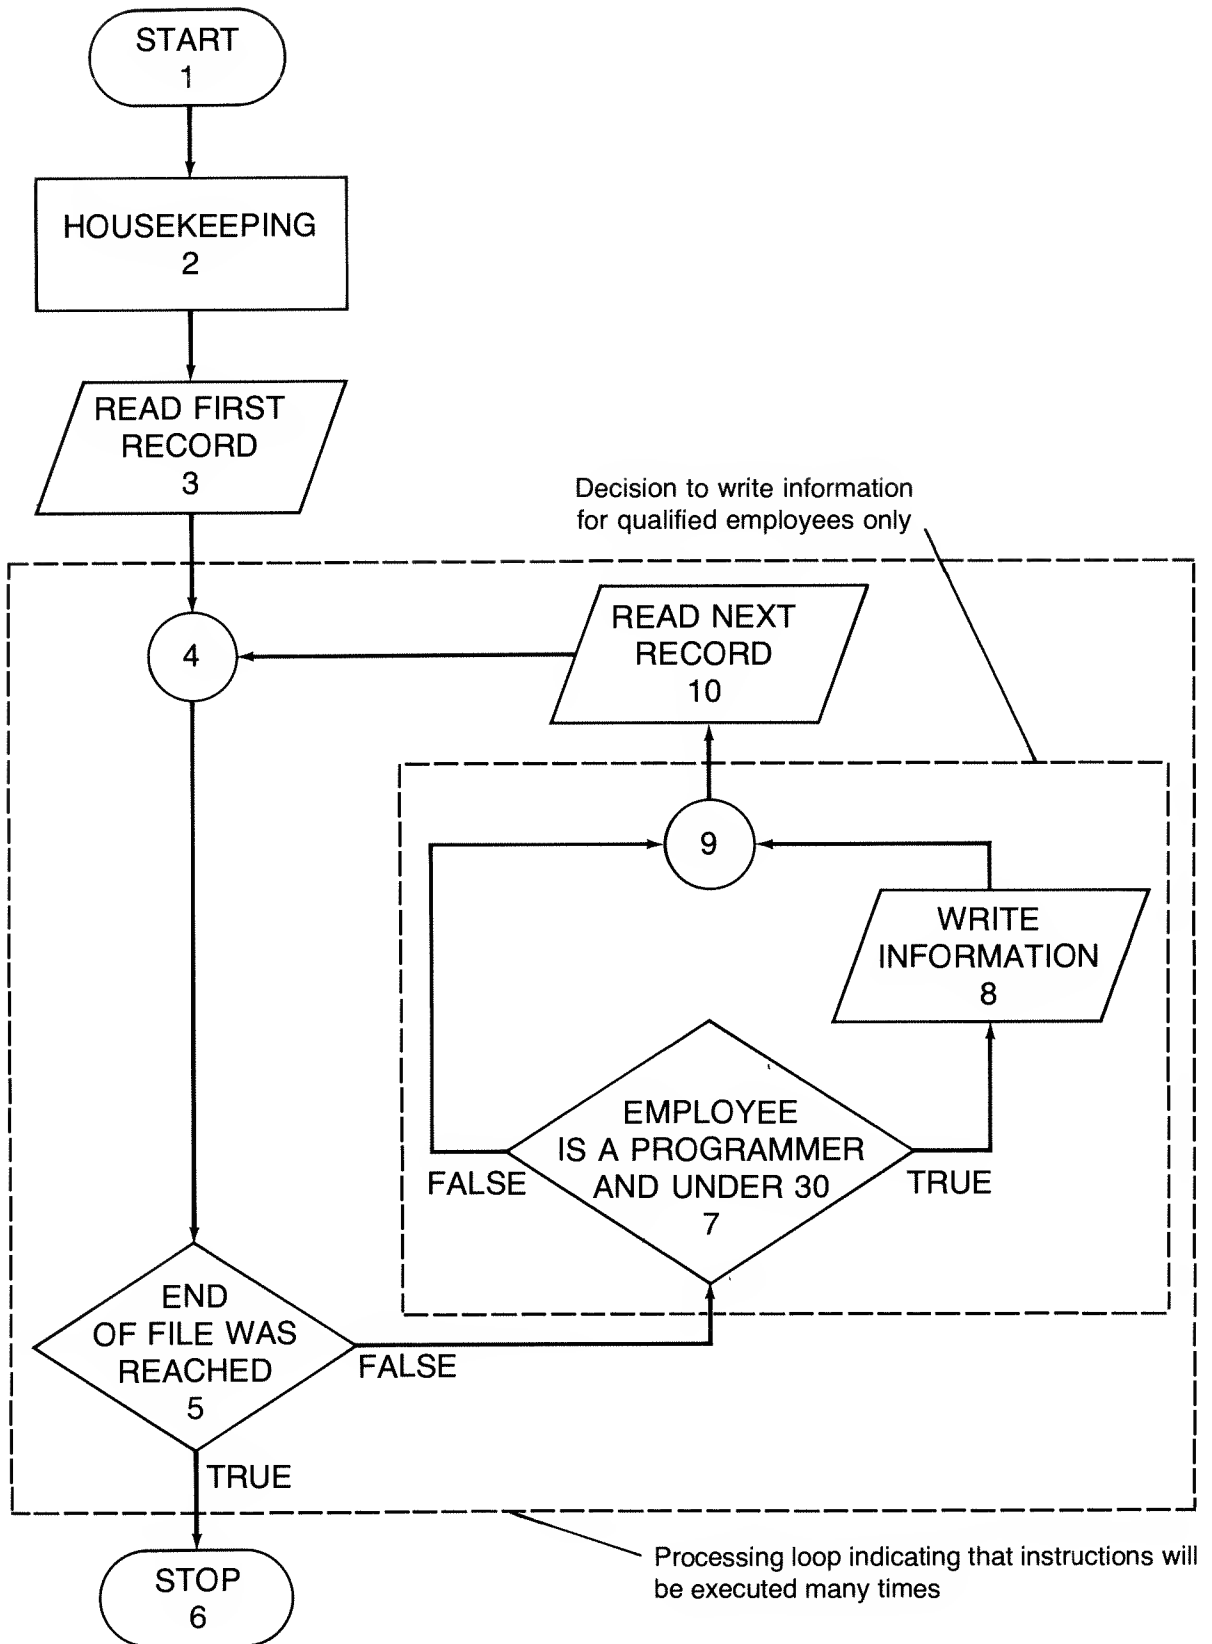 START
1
HOUSEKEEPING
2
READ FIRST
RECORD
3
Decision to write information
for qualified employees only
READ NEXT
RECORD
10
4
9
WRITE
INFORMATION
8
EMPLOYEE
IS A PROGRAMMER
AND UNDER 30
7
FALSE
TRUE
END
OF FILE WAS
REACHED
5
FALSE
TRUE
STOP
6
Processing loop indicating that instructions will
be executed many times